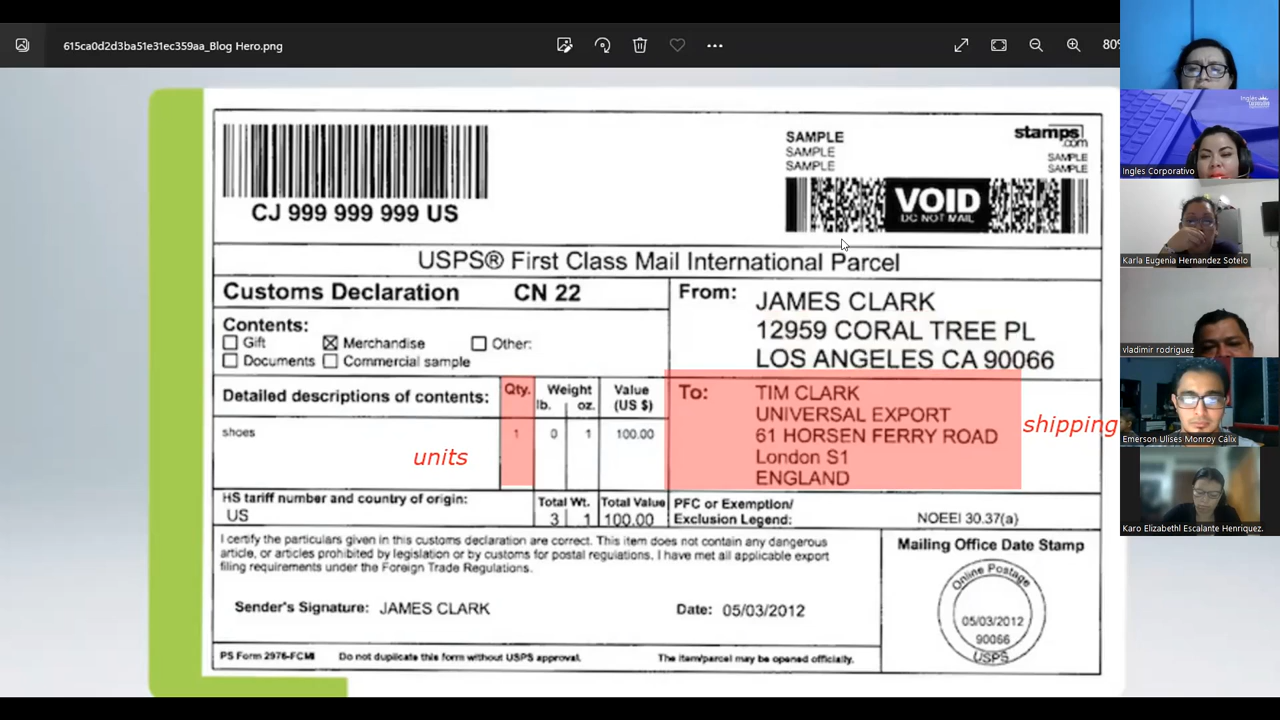 615ca0d2d3ba51e31ec359aa_Blog Hero.png
80%
CJ 999 999 999 US
SAMPLE
SAMPLE
SAMPLE
stamps.com
SAMPLE
SAMPLE
VOID
DO NOT MAIL
USPS® First Class Mail International Parcel
Customs Declaration CN 22
Contents:
Gift Merchandise Other:
Documents Commercial sample
From: JAMES CLARK
12959 CORAL TREE PL
LOS ANGELES CA 90066
Detailed descriptions of contents: Qty. Weight lb. oz. Value (US $)
shoes 1 0 1 100.00
units
To: TIM CLARK
UNIVERSAL EXPORT
61 HORSEN FERRY ROAD
London S1
ENGLAND
shipping
HS tariff number and country of origin:
US
Total Wt. Total Value
3 1 100.00
PFC or Exemption/
Exclusion Legend: NOEEI 30.37(a)
I certify the particulars given in this customs declaration are correct. This item does not contain any dangerous
article, or articles prohibited by legislation or by customs for postal regulations. I have met all applicable export
filing requirements under the Foreign Trade Regulations.
Sender's Signature: JAMES CLARK Date: 05/03/2012
Mailing Office Date Stamp
Online Postage
05/03/2012
90066
USPS
PS Form 2976-FCMI Do not duplicate this form without USPS approval. The item/parcel may be opened officially.
Ingles Corporativo
Karla Eugenia Hernandez Sotelo
vladimir rodriguez
Emerson Ulises Monroy Cálix
Karo Elizabethl Escalante Henriquez.